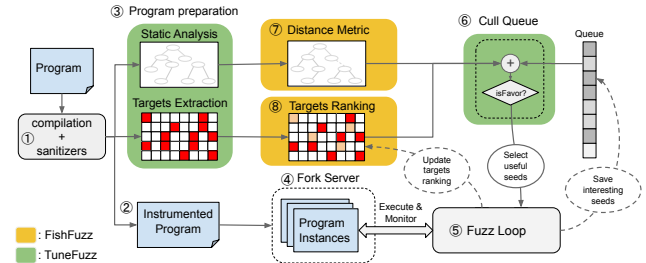 ③ Program preparation
Static Analysis
Targets Extraction
⑦ Distance Metric
⑧ Targets Ranking
⑥ Cull Queue
+
isFavor?
Queue
Program
compilation
①
+
sanitizers
②
Instrumented
Program
④ Fork Server
Program
Instances
Update
targets
ranking
Execute &
Monitor
Select
useful
seeds
Save
interesting
seeds
⑤ Fuzz Loop
: FishFuzz
: TuneFuzz